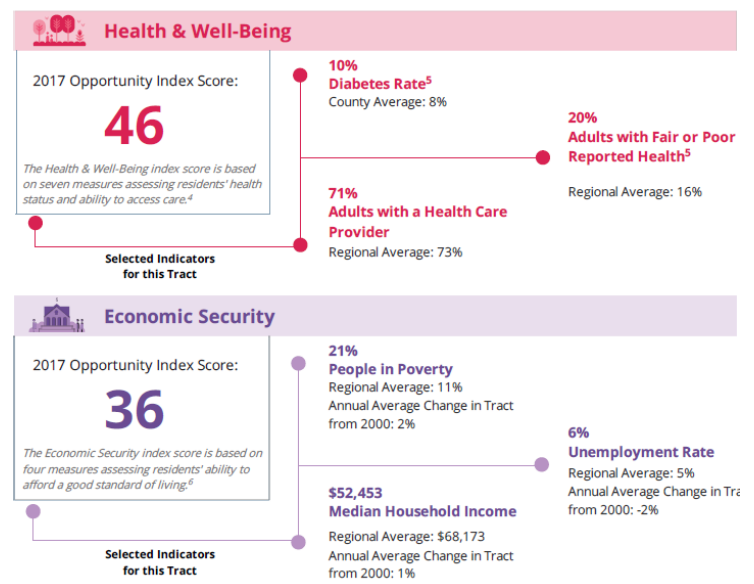 Health & Well-Being
2017 Opportunity Index Score:
46
The Health & Well-Being index score is based
on seven measures assessing residents' health
status and ability to access care.4
10%
Diabetes Rate5
County Average: 8%
20%
Adults with Fair or Poor
Reported Health5
Regional Average: 16%
71%
Adults with a Health Care
Provider
Regional Average: 73%
Selected Indicators
for this Tract
Economic Security
2017 Opportunity Index Score:
36
The Economic Security index score is based on
four measures assessing residents' ability to
afford a good standard of living.6
21%
People in Poverty
Regional Average: 11%
Annual Average Change in Tract
from 2000: 2%
6%
Unemployment Rate
Regional Average: 5%
Annual Average Change in Tra
from 2000: -2%
$52,453
Median Household Income
Regional Average: $68,173
Annual Average Change in Tract
from 2000: 1%
Selected Indicators
for this Tract